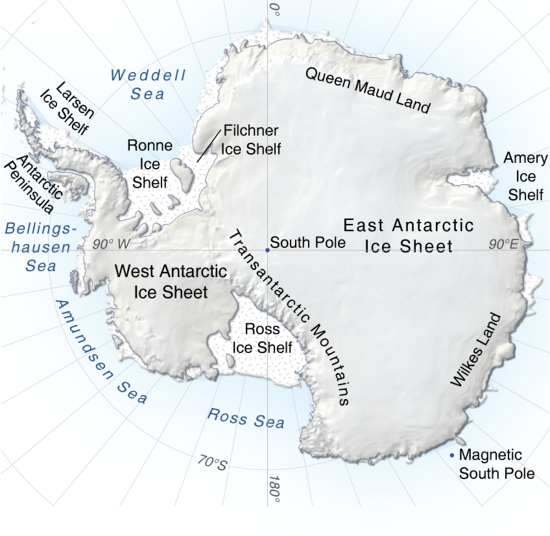 0°
Weddell
Sea
Queen Maud Land
Larsen
Ice Shelf
Filchner
Ice Shelf
Ronne
Ice
Shelf
Amery
Ice
Shelf
Antarctic
Peninsula
Bellings-
hausen
Sea
90° W
South Pole
East Antarctic
Ice Sheet
90°E
West Antarctic
Ice Sheet
Transantarctic Mountains
Ross
Ice Shelf
Amundsen Sea
Wilkes Land
Ross Sea
70°S
180°
Magnetic
South Pole